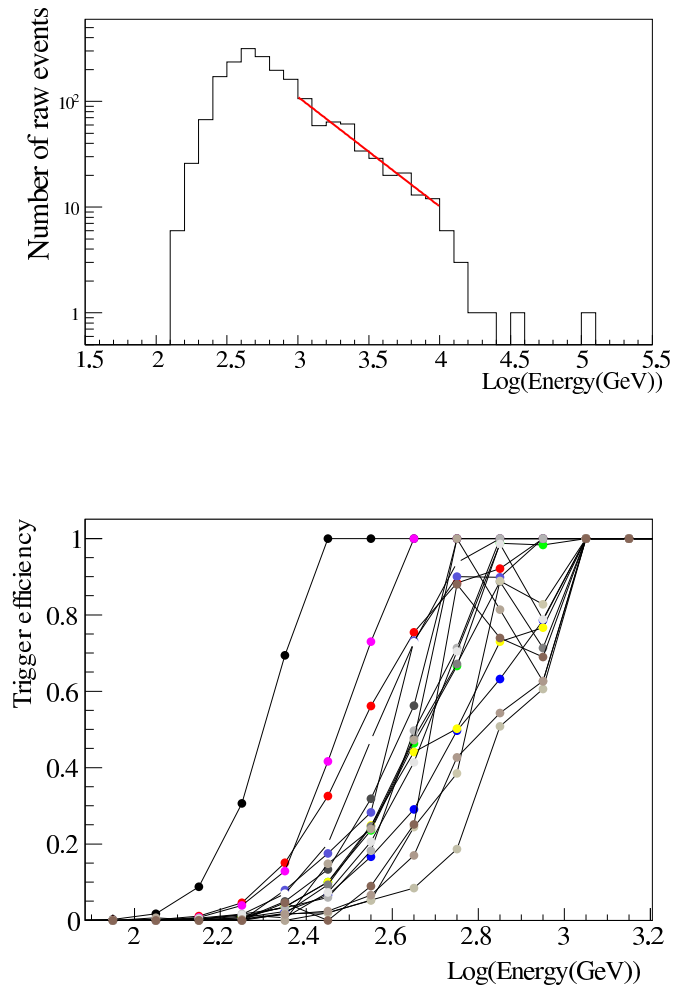 Number of raw events
10²
10
1
1.5 2 2.5 3 3.5 4 4.5 5 5.5
Log(Energy(GeV))
Trigger efficiency
1
0.8
0.6
0.4
0.2
0
2 2.2 2.4 2.6 2.8 3 3.2
Log(Energy(GeV))